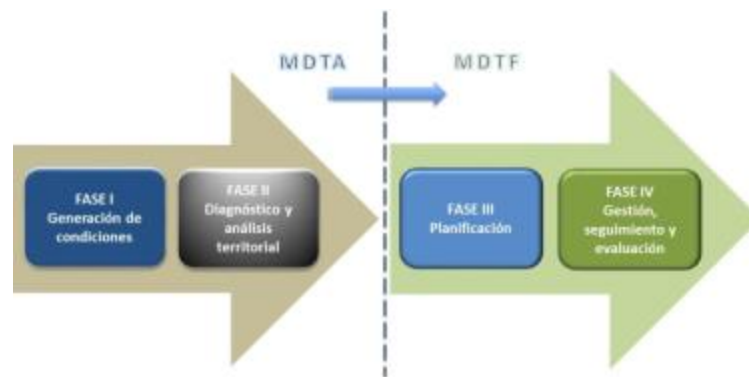 MDTA
MDTF
FASE I
Generación de
condiciones
FASE II
Diagnóstico y
análisis
territorial
FASE III
Planificación
FASE IV
Gestión,
seguimiento y
evaluación